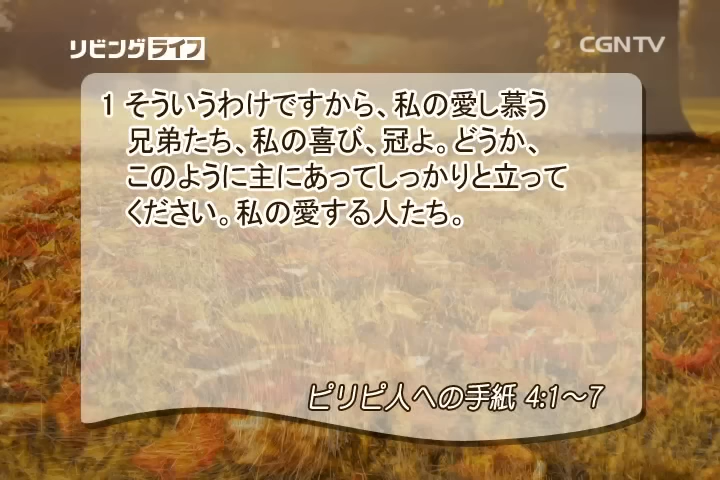 リビングライフ
CGNTV
1 そういうわけですから、私の愛し慕う
兄弟たち、私の喜び、冠よ。どうか、
このように主にあってしっかりと立って
ください。私の愛する人たち。
ピリピ人への手紙 4:1〜7